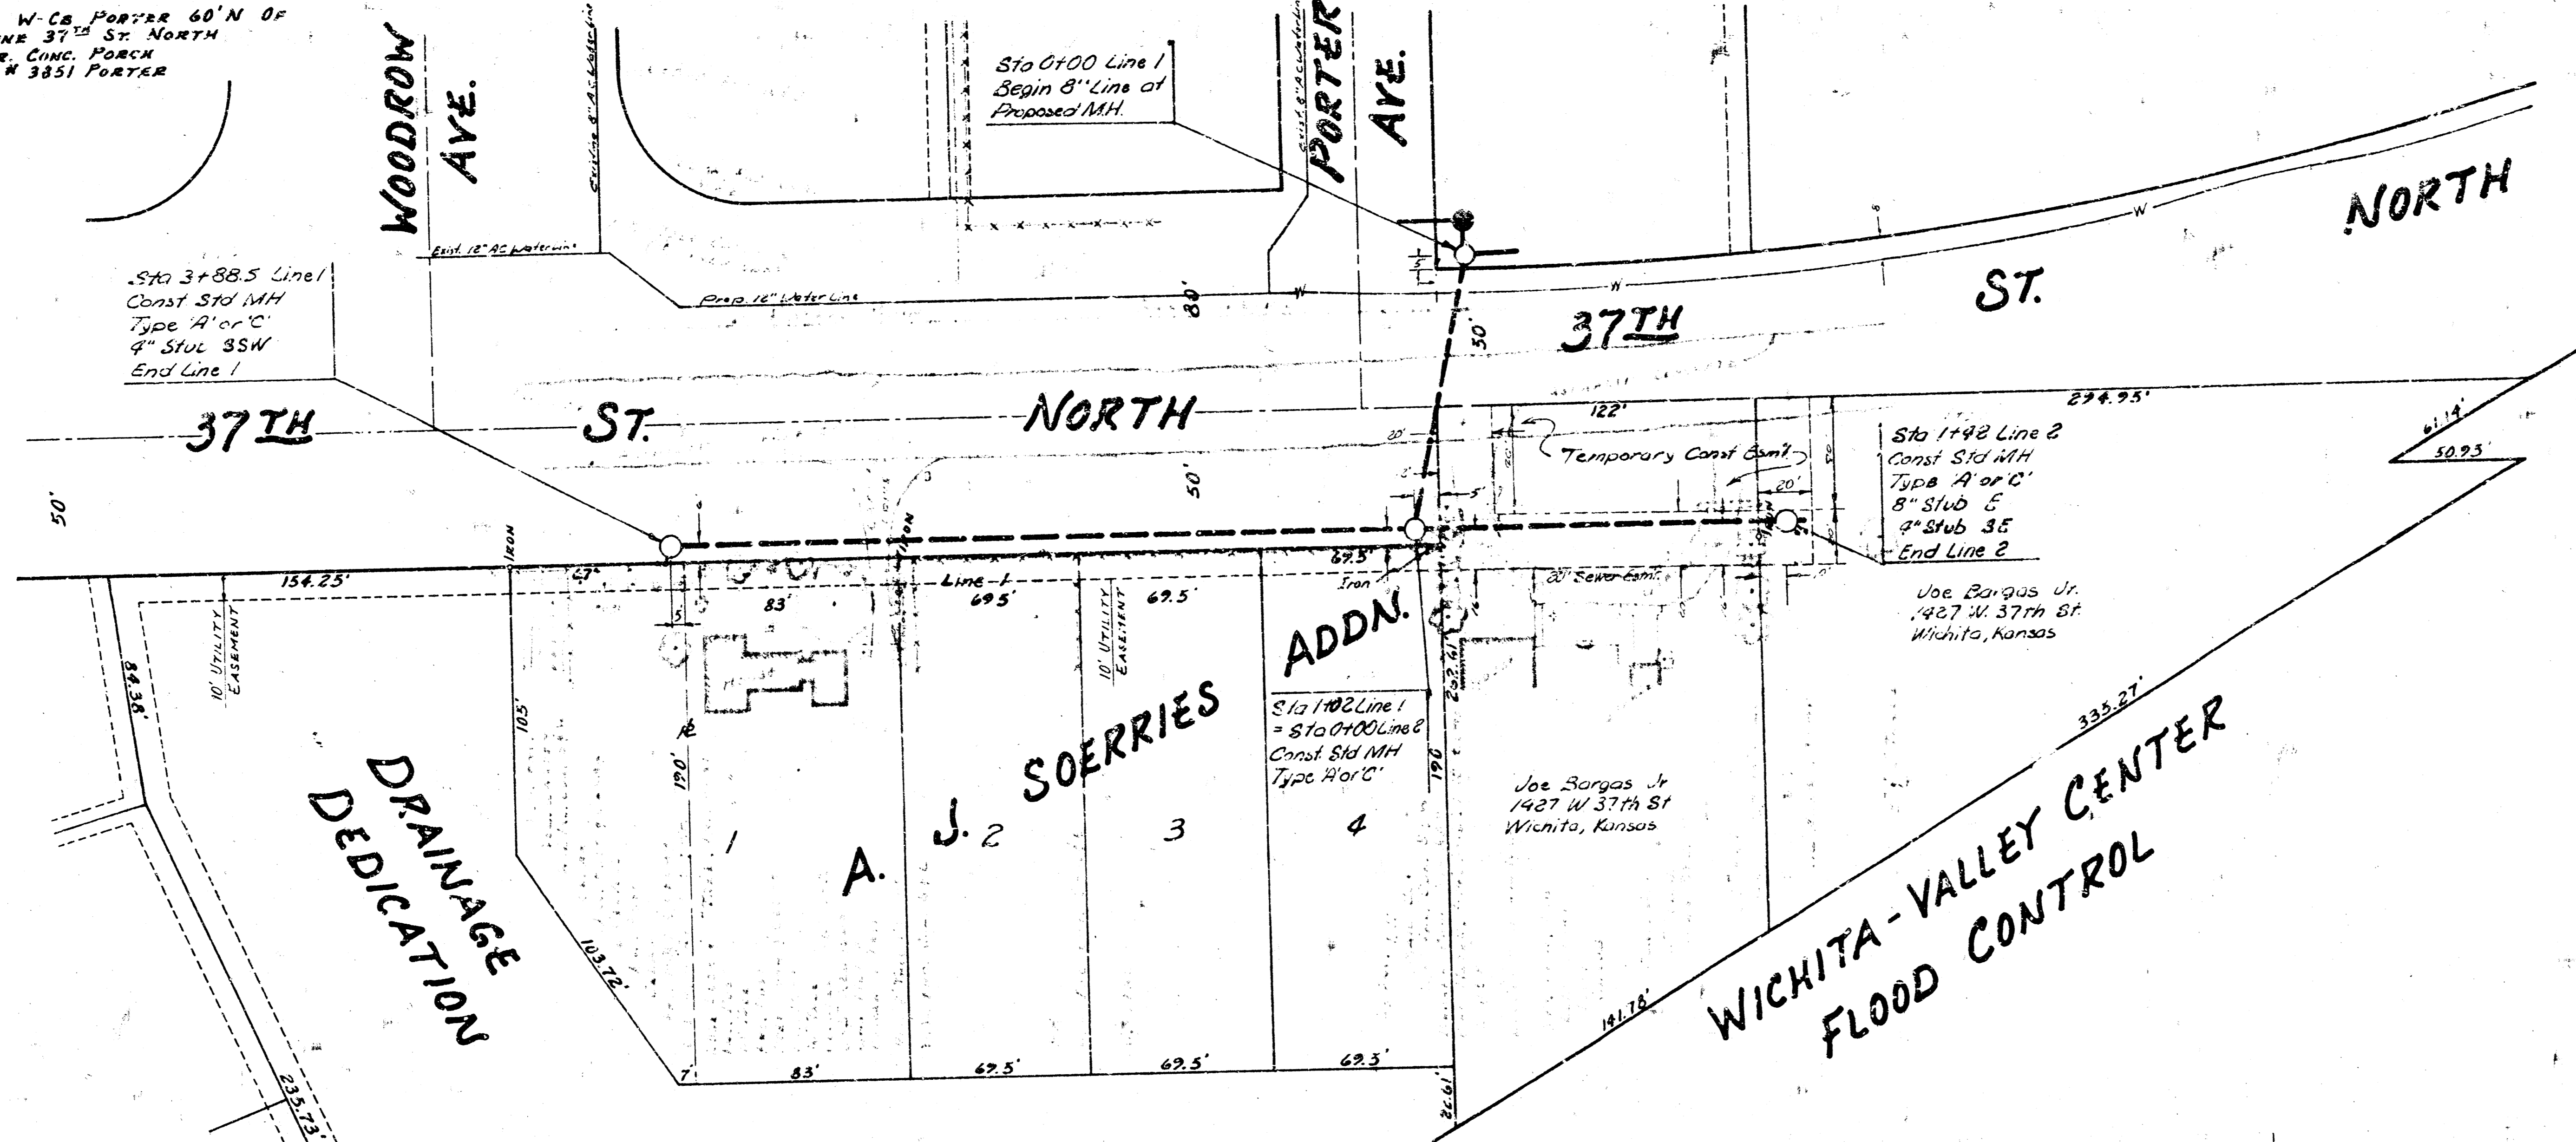 W-CB PORTER 60'N OF
37TH ST. NORTH
CONC. PORCH
# 3851 PORTER
WOODROW
AVE.
Exist. 12" AC Waterline
Prop. 12" Water Line
Sta 0+00 Line 1
Begin 8" Line at
Proposed M.H.
PORTER
AVE.
80'
50'
W
W
W
8
NORTH
ST.
37TH
Sta 3+88.5 Line 1
Const Std MH
Type 'A' or 'C'
4" Stub SSW
End Line 1
37TH
ST.
NORTH
50'
50'
122'
294.95'
61.14'
50.93'
20'
5'
20'
Temporary Const Esm't
Sta 1+48 Line 2
Const Std MH
Type 'A' or 'C'
8" Stub E
4" Stub SE
End Line 2
IRON
IRON
Iron
154.25'
67'
83'
Line-1
69.5'
69.5'
69.5'
20' Sewer Esmt.
10' UTILITY
EASEMENT
10' UTILITY
EASEMENT
Joe Bargas Jr.
1427 W. 37th St.
Wichita, Kansas
84.38'
105'
190'
103.72'
235.73'
DRAINAGE
DEDICATION
A. J. SOERRIES ADDN.
1
2
3
4
Sta 1+02 Line 1
= Sta 0+00 Line 2
Const. Std MH
Type 'A' or 'C'
262.61'
190'
Joe Bargas Jr
1427 W 37th St
Wichita, Kansas
335.27'
141.78'
WICHITA-VALLEY CENTER
FLOOD CONTROL
7'
83'
69.5'
69.5'
69.5'